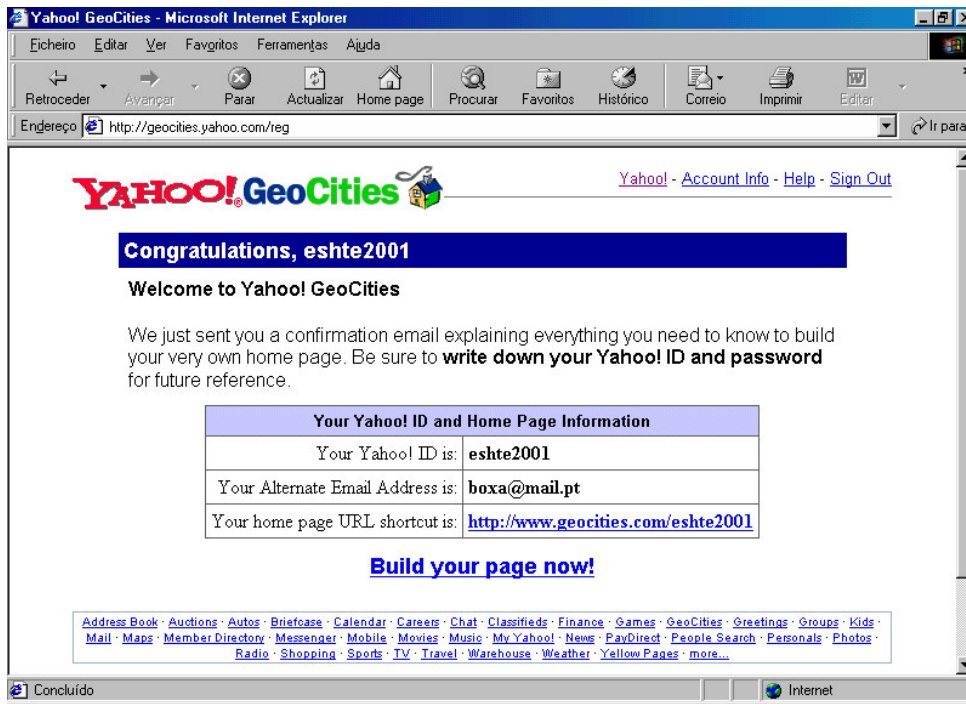 Yahoo! GeoCities - Microsoft Internet Explorer
Ficheiro Editar Ver Favoritos Ferramentas Ajuda
Retroceder Avançar Parar Actualizar Home page Procurar Favoritos Histórico Correio Imprimir Editar
Endereço http://geocities.yahoo.com/reg Ir para
YAHOO! GeoCities Yahoo! - Account Info - Help - Sign Out
Congratulations, eshte2001
Welcome to Yahoo! GeoCities
We just sent you a confirmation email explaining everything you need to know to build
your very own home page. Be sure to write down your Yahoo! ID and password
for future reference.
Your Yahoo! ID and Home Page Information
Your Yahoo! ID is: eshte2001
Your Alternate Email Address is: boxa@mail.pt
Your home page URL shortcut is: http://www.geocities.com/eshte2001
Build your page now!
Address Book · Auctions · Autos · Briefcase · Calendar · Careers · Chat · Classifieds · Finance · Games · GeoCities · Greetings · Groups · Kids ·
Mail · Maps · Member Directory · Messenger · Mobile · Movies · Music · My Yahoo! · News · PayDirect · People Search · Personals · Photos ·
Radio · Shopping · Sports · TV · Travel · Warehouse · Weather · Yellow Pages · more...
Concluído Internet